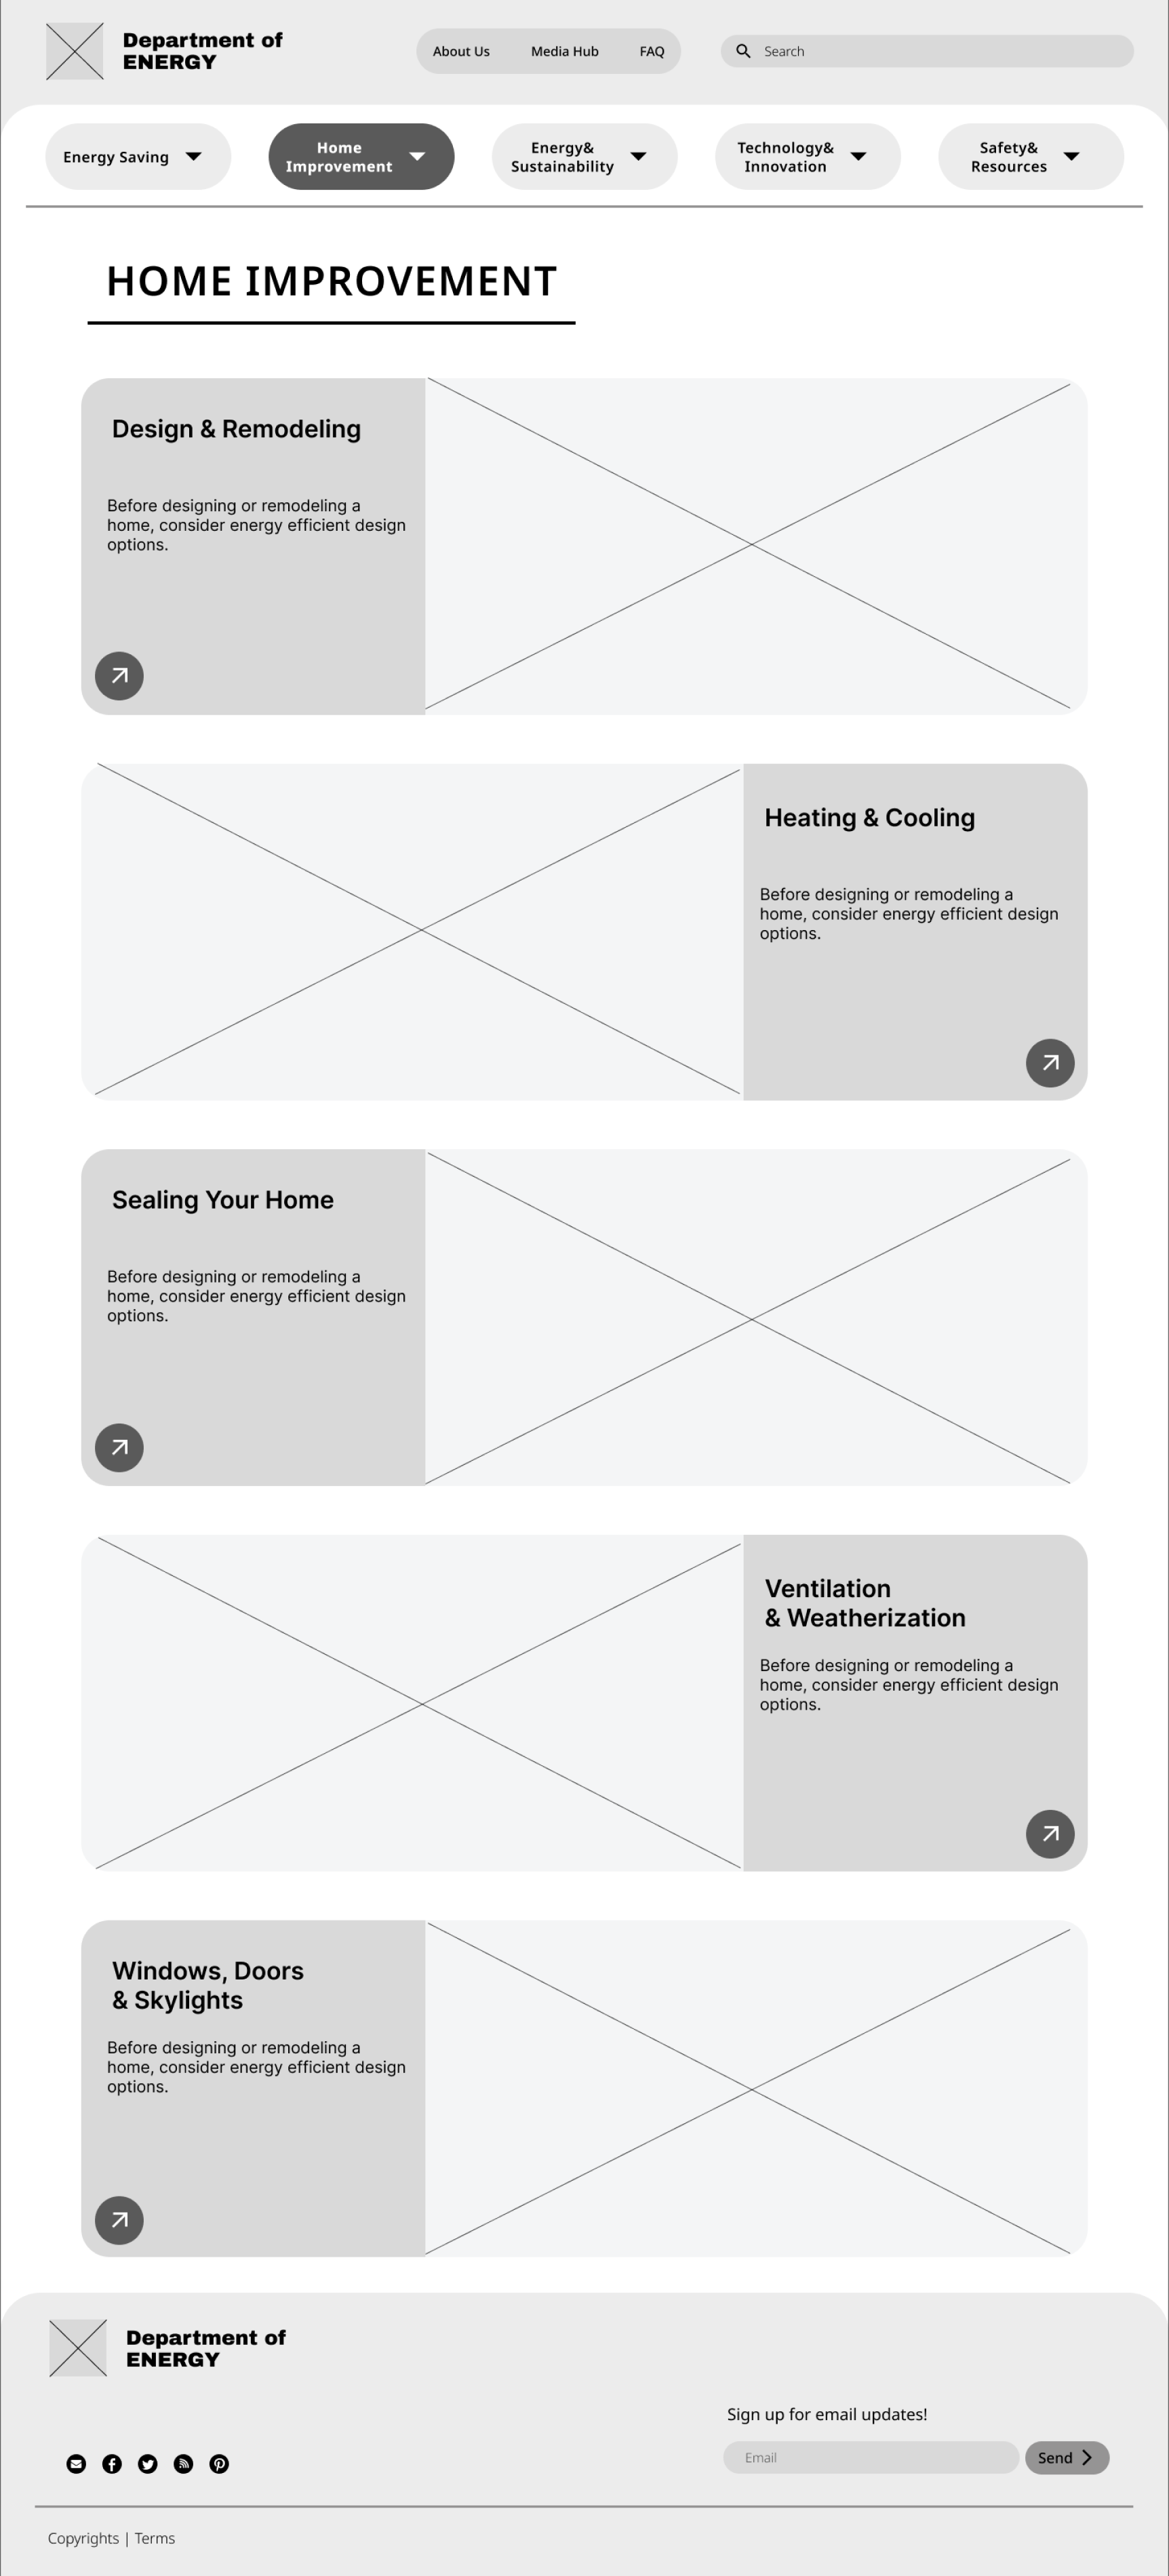 Department of
ENERGY
About Us
Media Hub
FAQ
Search
Energy Saving
Home
Improvement
Energy&
Sustainability
Technology&
Innovation
Safety&
Resources
HOME IMPROVEMENT
Design & Remodeling
Before designing or remodeling a
home, consider energy efficient design
options.
Heating & Cooling
Before designing or remodeling a
home, consider energy efficient design
options.
Sealing Your Home
Before designing or remodeling a
home, consider energy efficient design
options.
Ventilation
& Weatherization
Before designing or remodeling a
home, consider energy efficient design
options.
Windows, Doors
& Skylights
Before designing or remodeling a
home, consider energy efficient design
options.
Department of
ENERGY
Sign up for email updates!
Email
Send
Copyrights | Terms